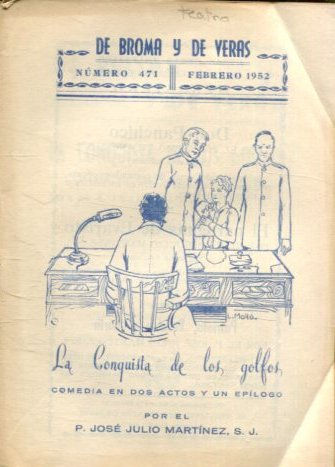 Teatro
DE BROMA Y DE VERAS
NÚMERO 471 FEBRERO 1952
La Conquista de los golfos
COMEDIA EN DOS ACTOS Y UN EPÍLOGO
POR EL
P. JOSÉ JULIO MARTÍNEZ, S. J.